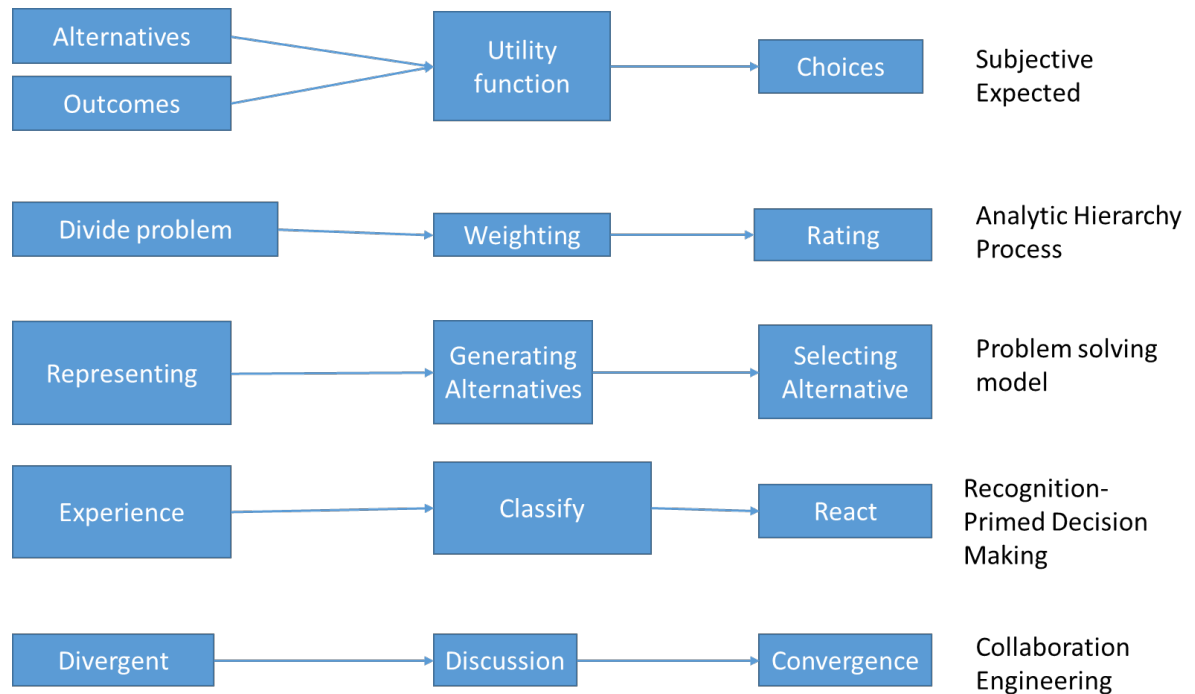 Alternatives
Outcomes
Utility
function
Choices
Subjective
Expected
Divide problem
Weighting
Rating
Analytic Hierarchy
Process
Representing
Generating
Alternatives
Selecting
Alternative
Problem solving
model
Experience
Classify
React
Recognition-
Primed Decision
Making
Divergent
Discussion
Convergence
Collaboration
Engineering